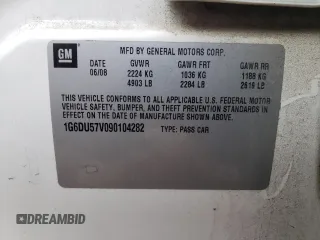 GM
MFD BY GENERAL MOTORS CORP.
DATE GVWR GAWR FRT GAWR RR
06/08 2224 KG 1036 KG 1188 KG
4903 LB 2284 LB 2619 LB
THIS VEHICLE CONFORMS TO ALL APPLICABLE U.S. FEDERAL MOTOR
VEHICLE SAFETY, BUMPER, AND THEFT PREVENTION STANDARDS IN
EFFECT ON THE DATE OF MANUFACTURE SHOWN ABOVE.
1G6DU57V090104282 TYPE: PASS CAR
DREAMBID